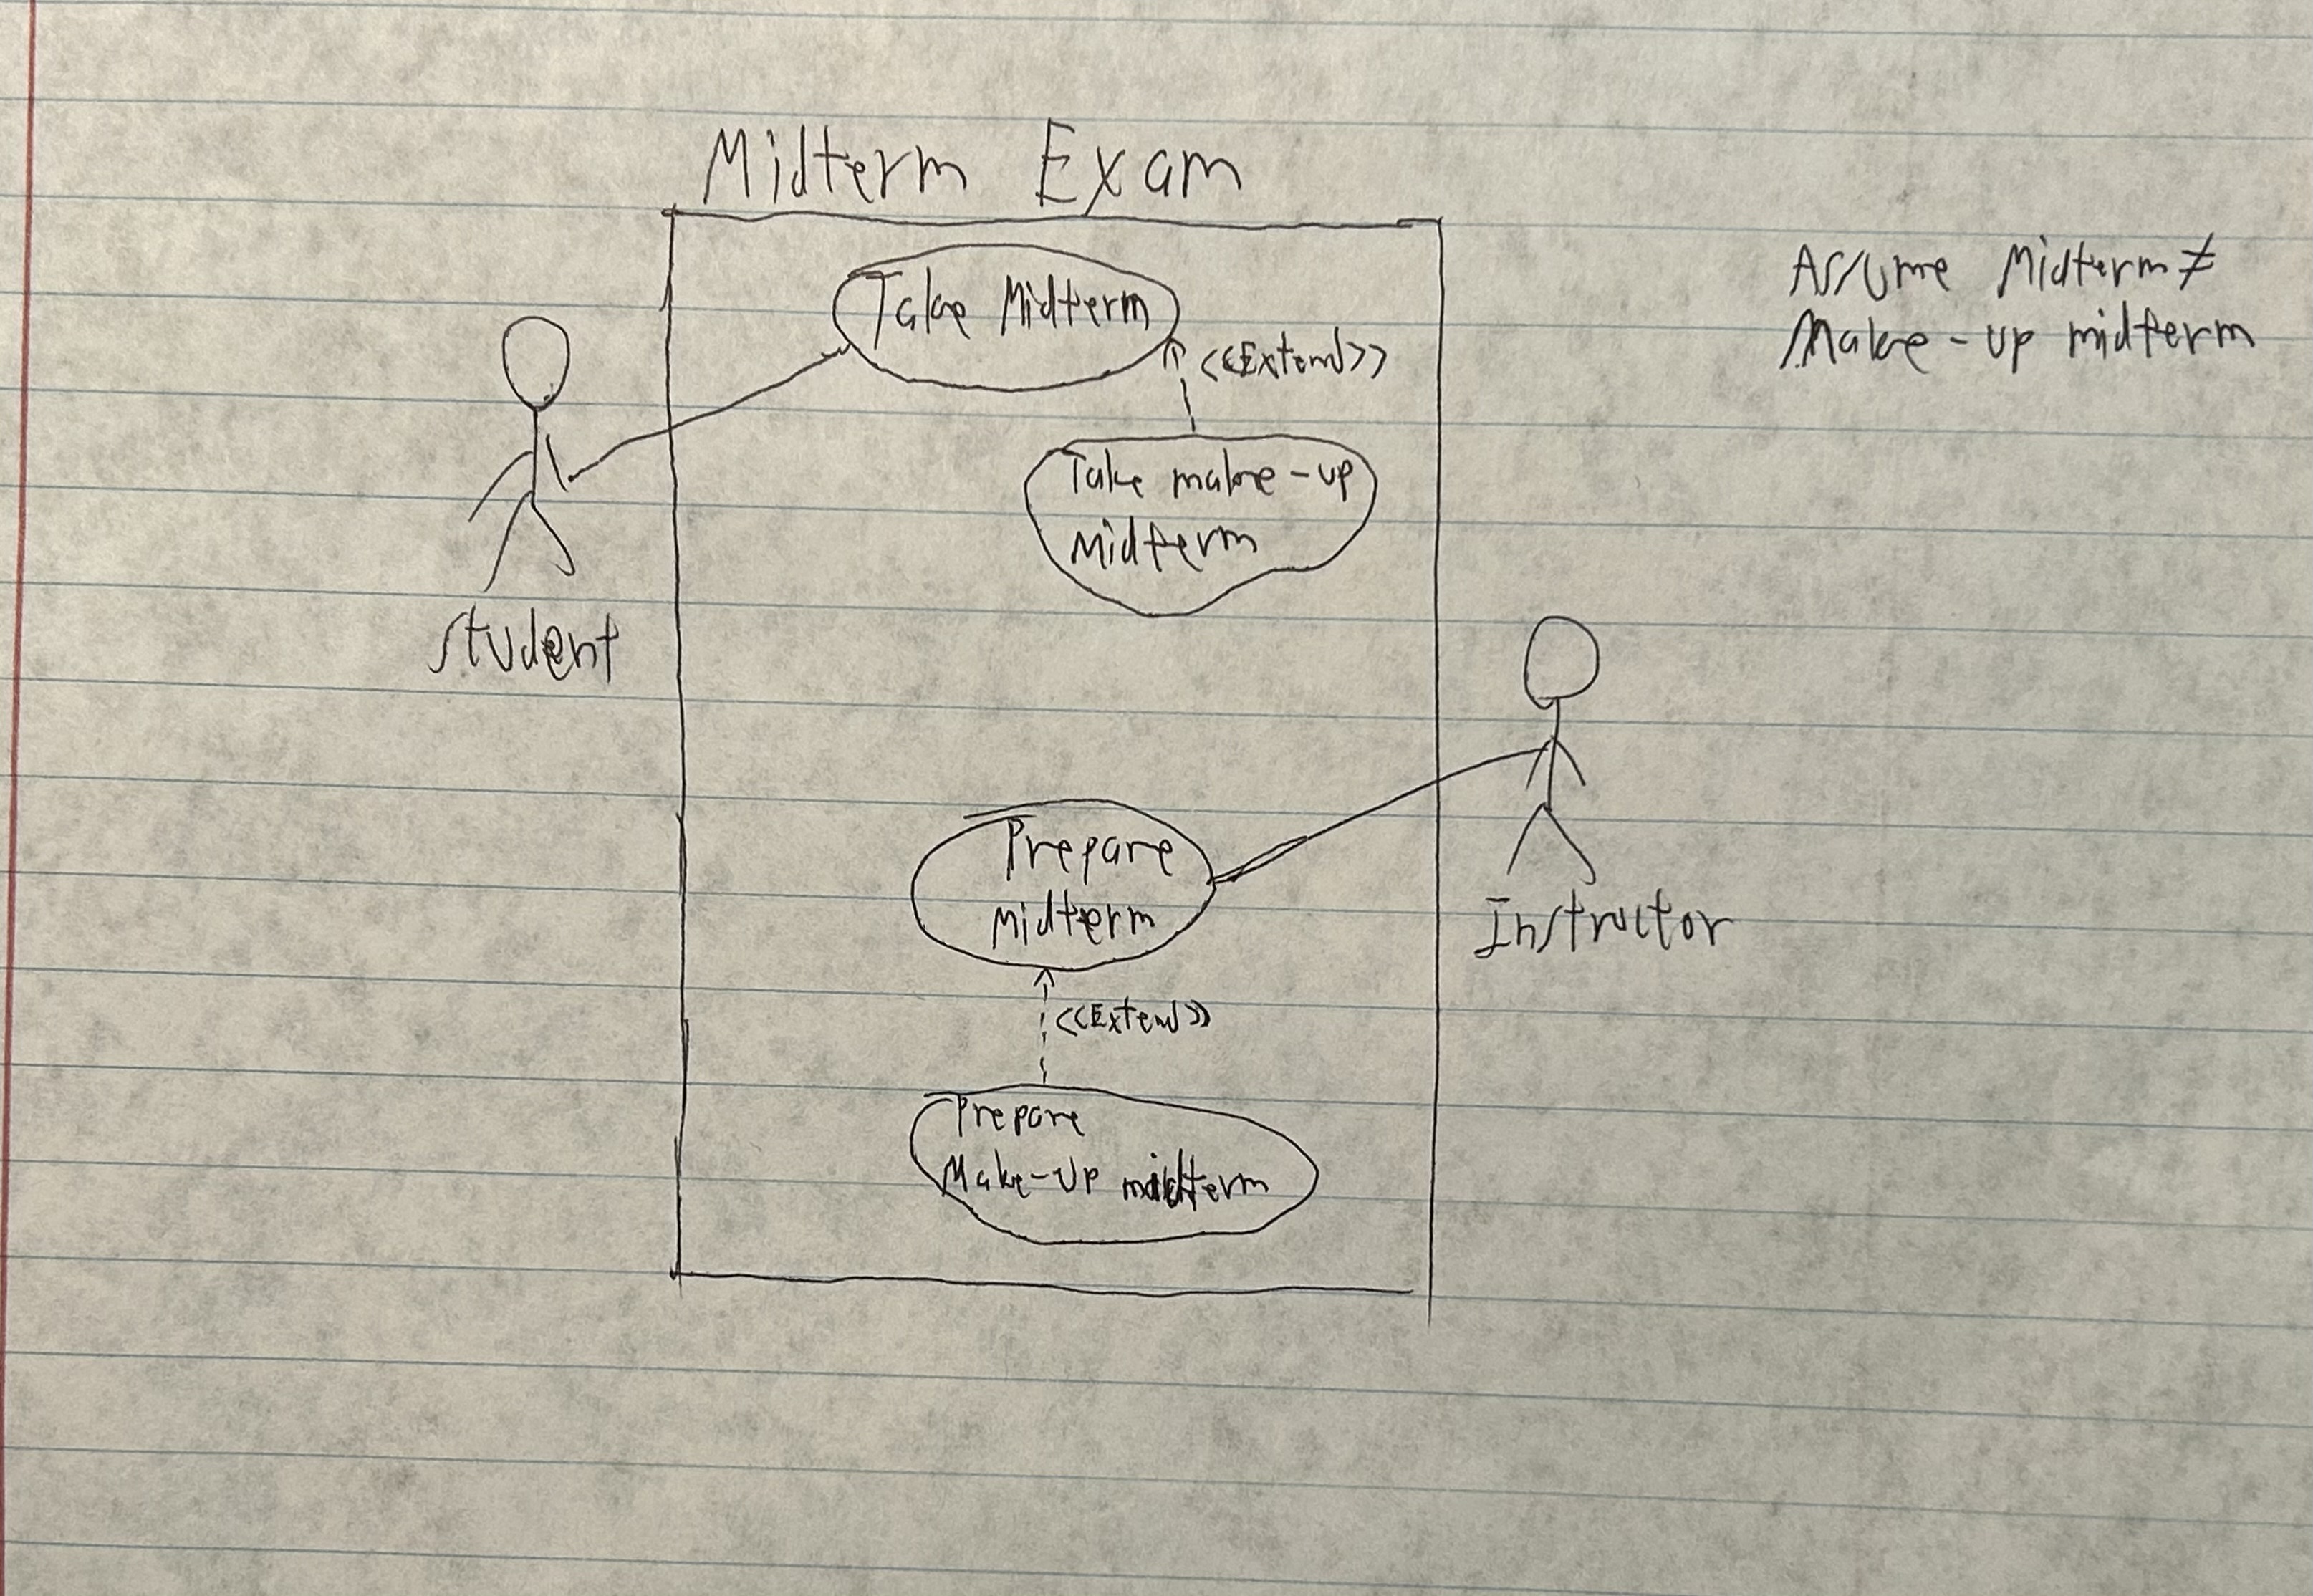 Midterm Exam
Take Midterm
Assume Midterm ≠
Make-up midterm
<<Extend>>
Take make-up
Midterm
Student
Prepare
Midterm
Instructor
<<Extend>>
Prepare
Make-Up midterm